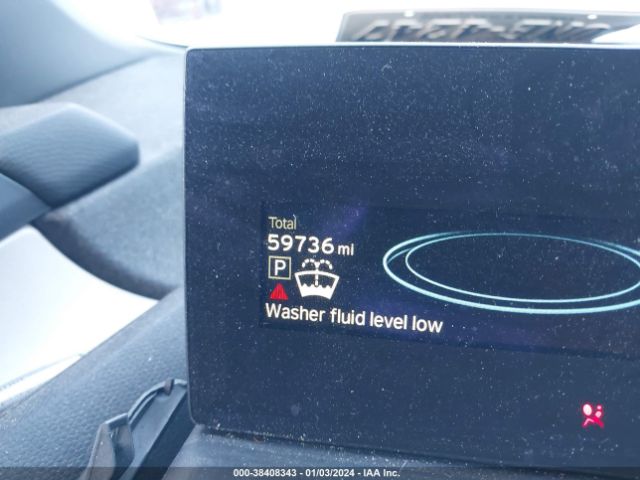 Total
59736 mi
P
Washer fluid level low
000-38408343 - 01/03/2024 - IAA Inc.